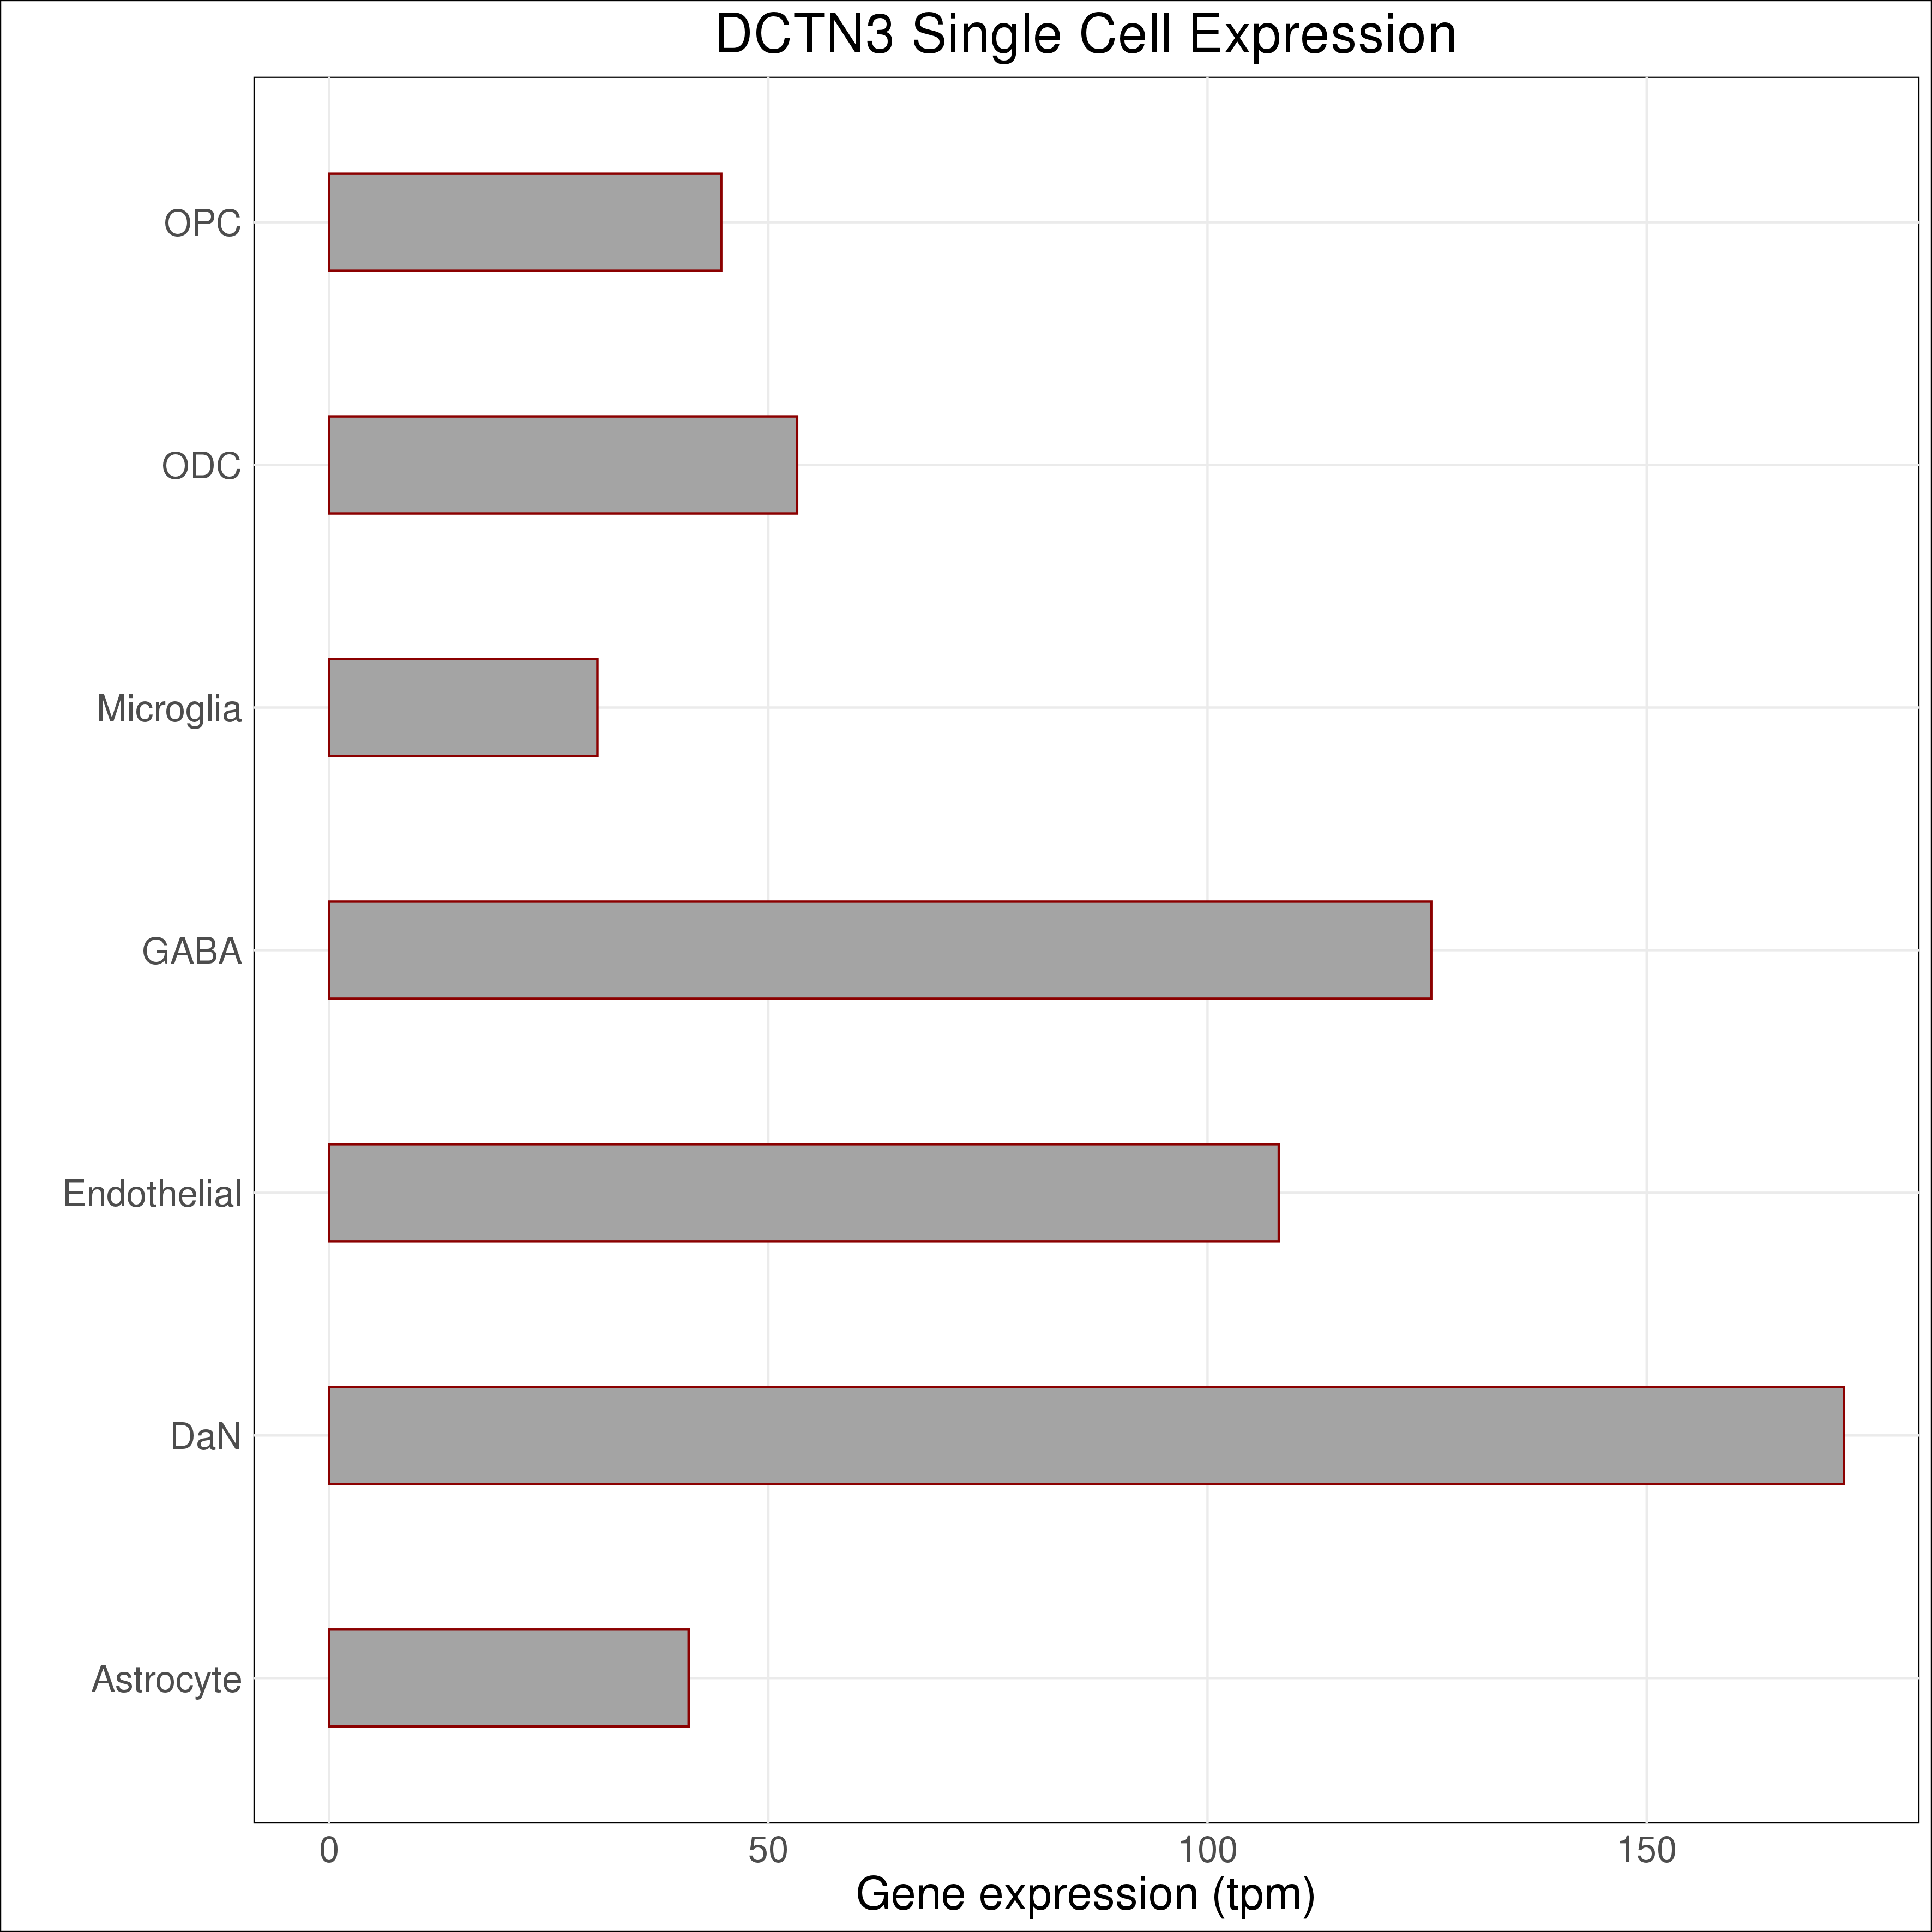 DCTN3 Single Cell Expression
OPC
ODC
Microglia
GABA
Endothelial
DaN
Astrocyte
0 50 100 150
Gene expression (tpm)